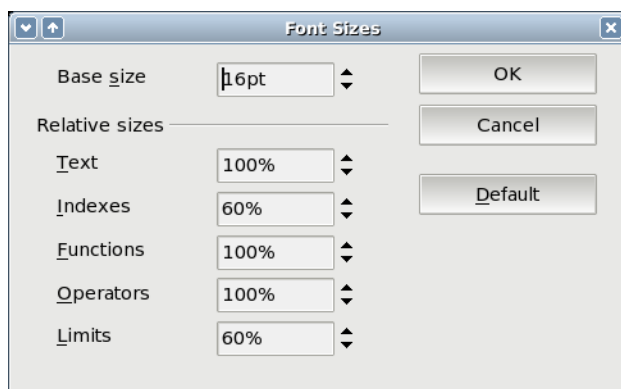 Font Sizes
Base size 16pt
OK
Relative sizes
Cancel
Text 100%
Default
Indexes 60%
Functions 100%
Operators 100%
Limits 60%